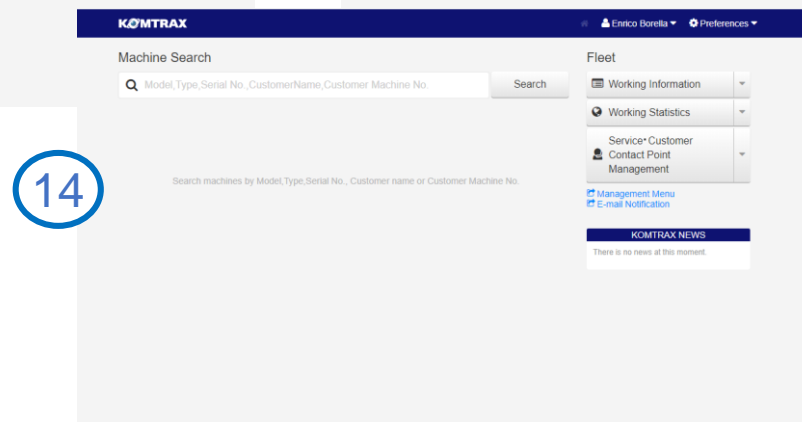 KOMTRAX
Enrico Borella
Preferences
Machine Search
Model,Type,Serial No.,CustomerName,Customer Machine No.
Search
Search machines by Model,Type,Serial No., Customer name or Customer Machine No.
14
Fleet
Working Information
Working Statistics
Service･Customer
Contact Point
Management
Management Menu
E-mail Notification
KOMTRAX NEWS
There is no news at this moment.